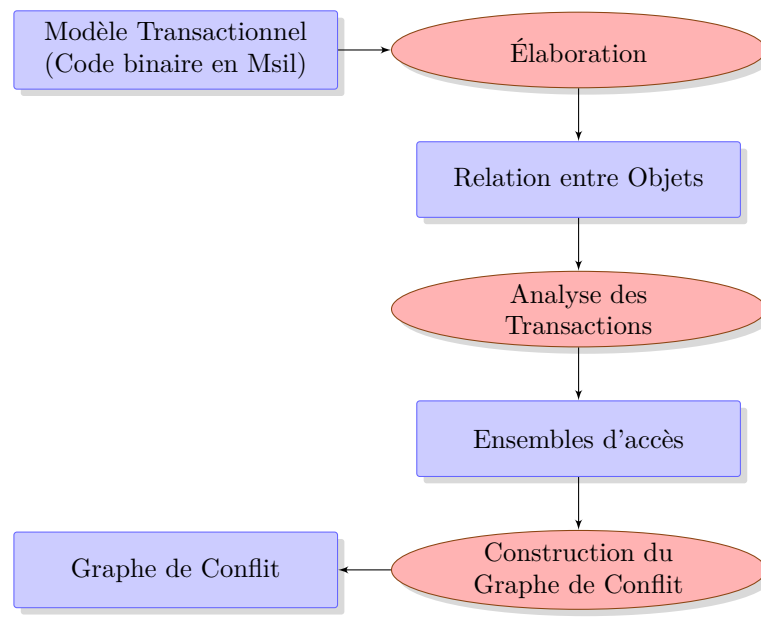 Modèle Transactionnel
(Code binaire en Msil)
Élaboration
Relation entre Objets
Analyse des
Transactions
Ensembles d'accès
Construction du
Graphe de Conflit
Graphe de Conflit